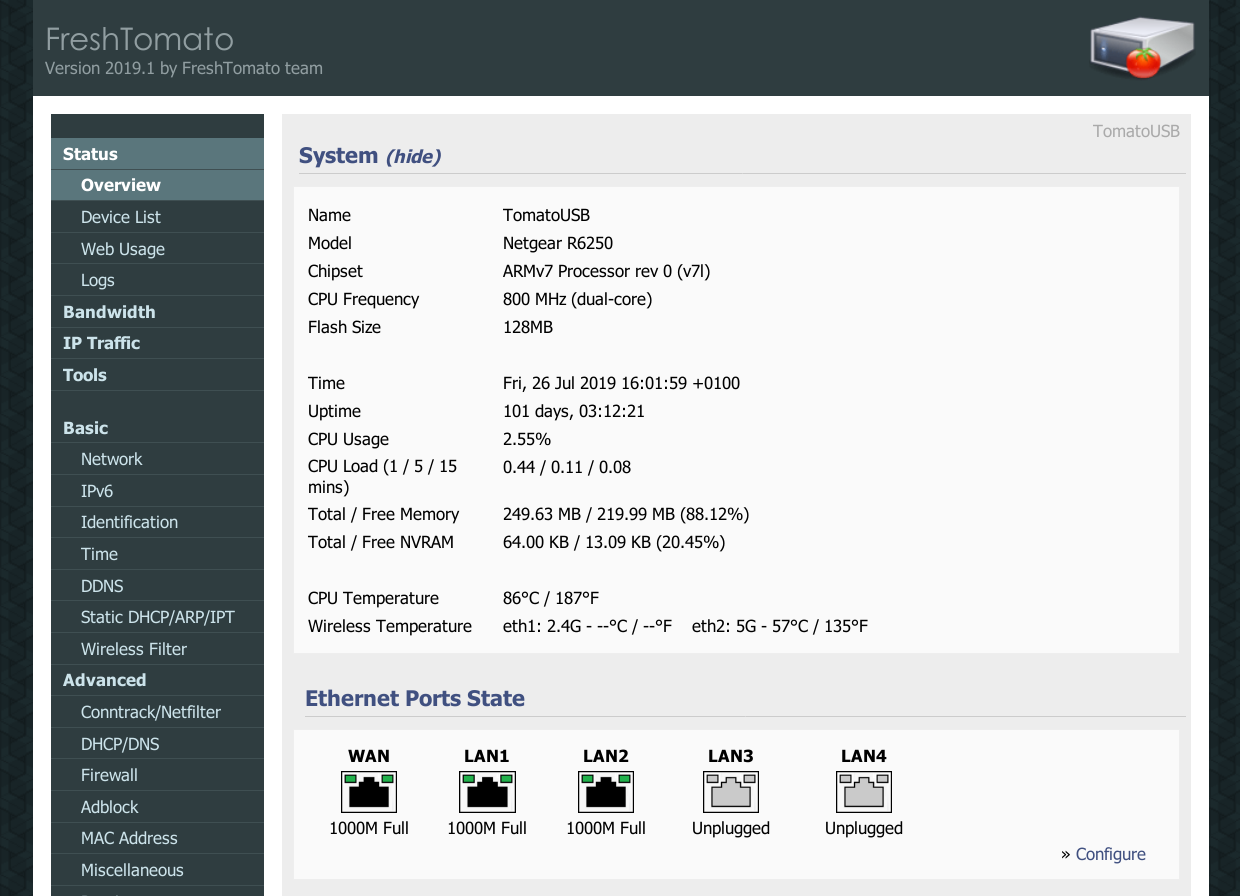 FreshTomato
Version 2019.1 by FreshTomato team
Status
Overview
Device List
Web Usage
Logs
Bandwidth
IP Traffic
Tools
Basic
Network
IPv6
Identification
Time
DDNS
Static DHCP/ARP/IPT
Wireless Filter
Advanced
Conntrack/Netfilter
DHCP/DNS
Firewall
Adblock
MAC Address
Miscellaneous
TomatoUSB
System (hide)
Name TomatoUSB
Model Netgear R6250
Chipset ARMv7 Processor rev 0 (v7l)
CPU Frequency 800 MHz (dual-core)
Flash Size 128MB
Time Fri, 26 Jul 2019 16:01:59 +0100
Uptime 101 days, 03:12:21
CPU Usage 2.55%
CPU Load (1 / 5 / 15 0.44 / 0.11 / 0.08
mins)
Total / Free Memory 249.63 MB / 219.99 MB (88.12%)
Total / Free NVRAM 64.00 KB / 13.09 KB (20.45%)
CPU Temperature 86°C / 187°F
Wireless Temperature eth1: 2.4G - --°C / --°F eth2: 5G - 57°C / 135°F
Ethernet Ports State
WAN LAN1 LAN2 LAN3 LAN4
1000M Full 1000M Full 1000M Full Unplugged Unplugged
» Configure